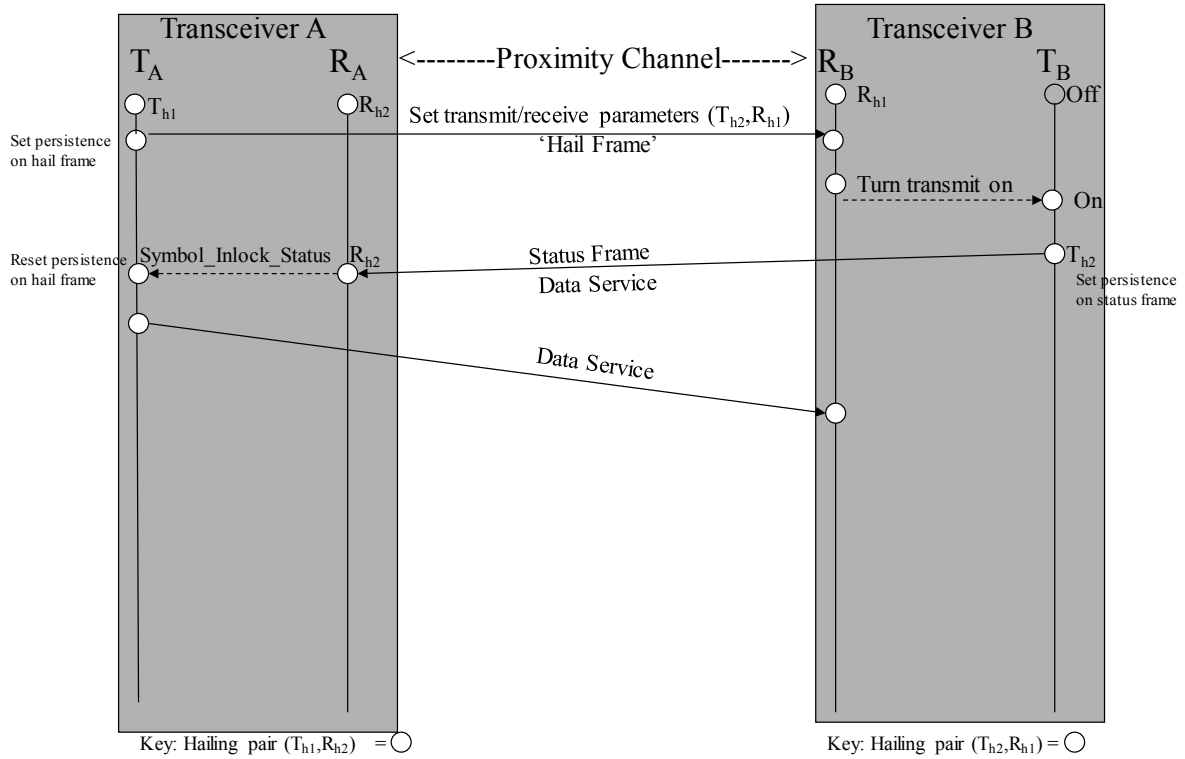 Transceiver A
Transceiver B
<--------Proximity Channel------->
T_A
R_A
R_B
T_B
T_h1
R_h2
R_h1
Off
Set transmit/receive parameters (T_h2,R_h1)
'Hail Frame'
Set persistence
on hail frame
Turn transmit on
On
Status Frame
Data Service
T_h2
Set persistence
on status frame
Symbol_Inlock_Status
R_h2
Reset persistence
on hail frame
Data Service
Key: Hailing pair (T_h1,R_h2) =
Key: Hailing pair (T_h2,R_h1) =